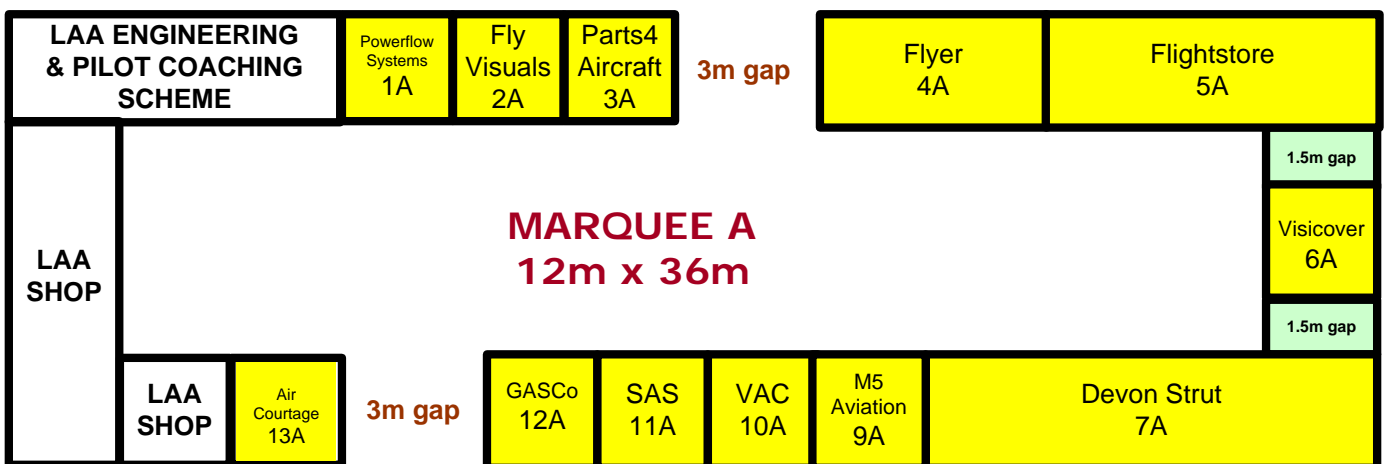 LAA ENGINEERING
& PILOT COACHING
SCHEME
Powerflow
Systems
1A
Fly
Visuals
2A
Parts4
Aircraft
3A
3m gap
Flyer
4A
Flightstore
5A
1.5m gap
MARQUEE A
12m x 36m
Visicover
6A
LAA
SHOP
1.5m gap
LAA
SHOP
Air
Courtage
13A
3m gap
GASCo
12A
SAS
11A
VAC
10A
M5
Aviation
9A
Devon Strut
7A